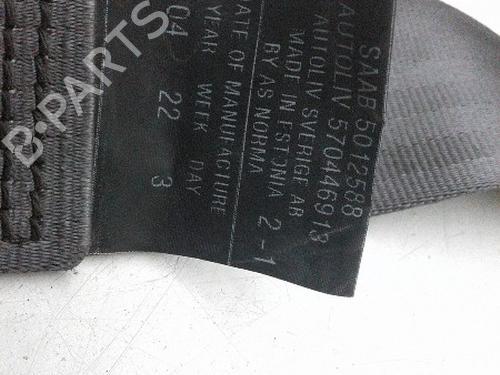 SAAB 5012588
AUTOLIV 570446913
AUTOLIV SVERIGE AB
MADE IN ESTONIA 2-1
BY AS NORMA
DATE OF MANUFACTURE
YEAR WEEK DAY
04 22 3
B-PARTS